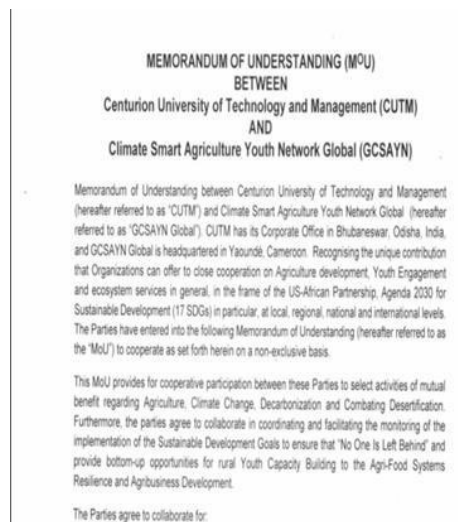 MEMORANDUM OF UNDERSTANDING (MOU)
BETWEEN
Centurion University of Technology and Management (CUTM)
AND
Climate Smart Agriculture Youth Network Global (GCSAYN)
Memorandum of Understanding between Centurion University of Technology and Management
(hereafter referred to as "CUTM") and Climate Smart Agriculture Youth Network Global (hereafter
referred to as "GCSAYN Global"). CUTM has its Corporate Office in Bhubaneswar, Odisha, India,
and GCSAYN Global is headquartered in Yaoundé, Cameroon. Recognising the unique contribution
that Organizations can offer to close cooperation on Agriculture development, Youth Engagement
and ecosystem services in general, in the frame of the US-African Partnership, Agenda 2030 for
Sustainable Development (17 SDGs) in particular, at local, regional, national and international levels.
The Parties have entered into the following Memorandum of Understanding (hereafter referred to as
the "MoU") to cooperate as set forth herein on a non-exclusive basis.
This MoU provides for cooperative participation between these Parties to select activities of mutual
benefit regarding Agriculture, Climate Change, Decarbonization and Combating Desertification.
Furthermore, the parties agree to collaborate in coordinating and facilitating the monitoring of the
implementation of the Sustainable Development Goals to ensure that "No One Is Left Behind" and
provide bottom-up opportunities for rural Youth Capacity Building to the Agri-Food Systems
Resilience and Agribusiness Development.
The Parties agree to collaborate for: